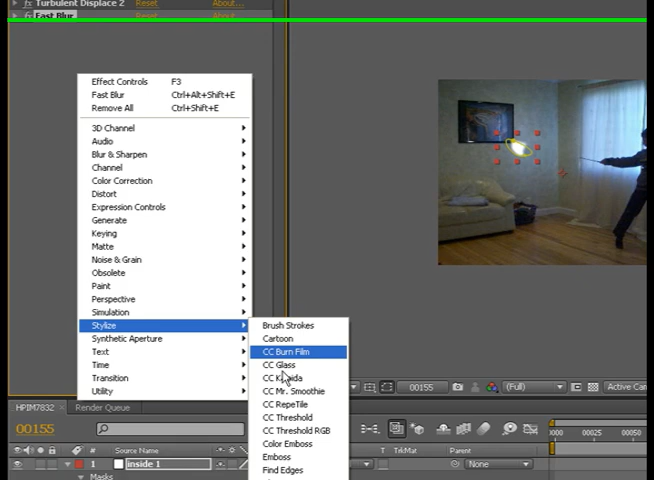 fx Turbulent Displace 2 Reset About...
fx Fast Blur Reset About...
Effect Controls F3
Fast Blur Ctrl+Alt+Shift+E
Remove All Ctrl+Shift+E
3D Channel
Audio
Blur & Sharpen
Channel
Color Correction
Distort
Expression Controls
Generate
Keying
Matte
Noise & Grain
Obsolete
Paint
Perspective
Simulation
Stylize
Synthetic Aperture
Text
Time
Transition
Utility
Brush Strokes
Cartoon
CC Burn Film
CC Glass
CC Kaleida
CC Mr. Smoothie
CC RepeTile
CC Threshold
CC Threshold RGB
Color Emboss
Emboss
Find Edges
00155 (Full) Active Cam
HPIM7832 Render Queue
00155
0000 00025 00050
# Source Name T TrkMat Parent
1 inside 1 None
Masks